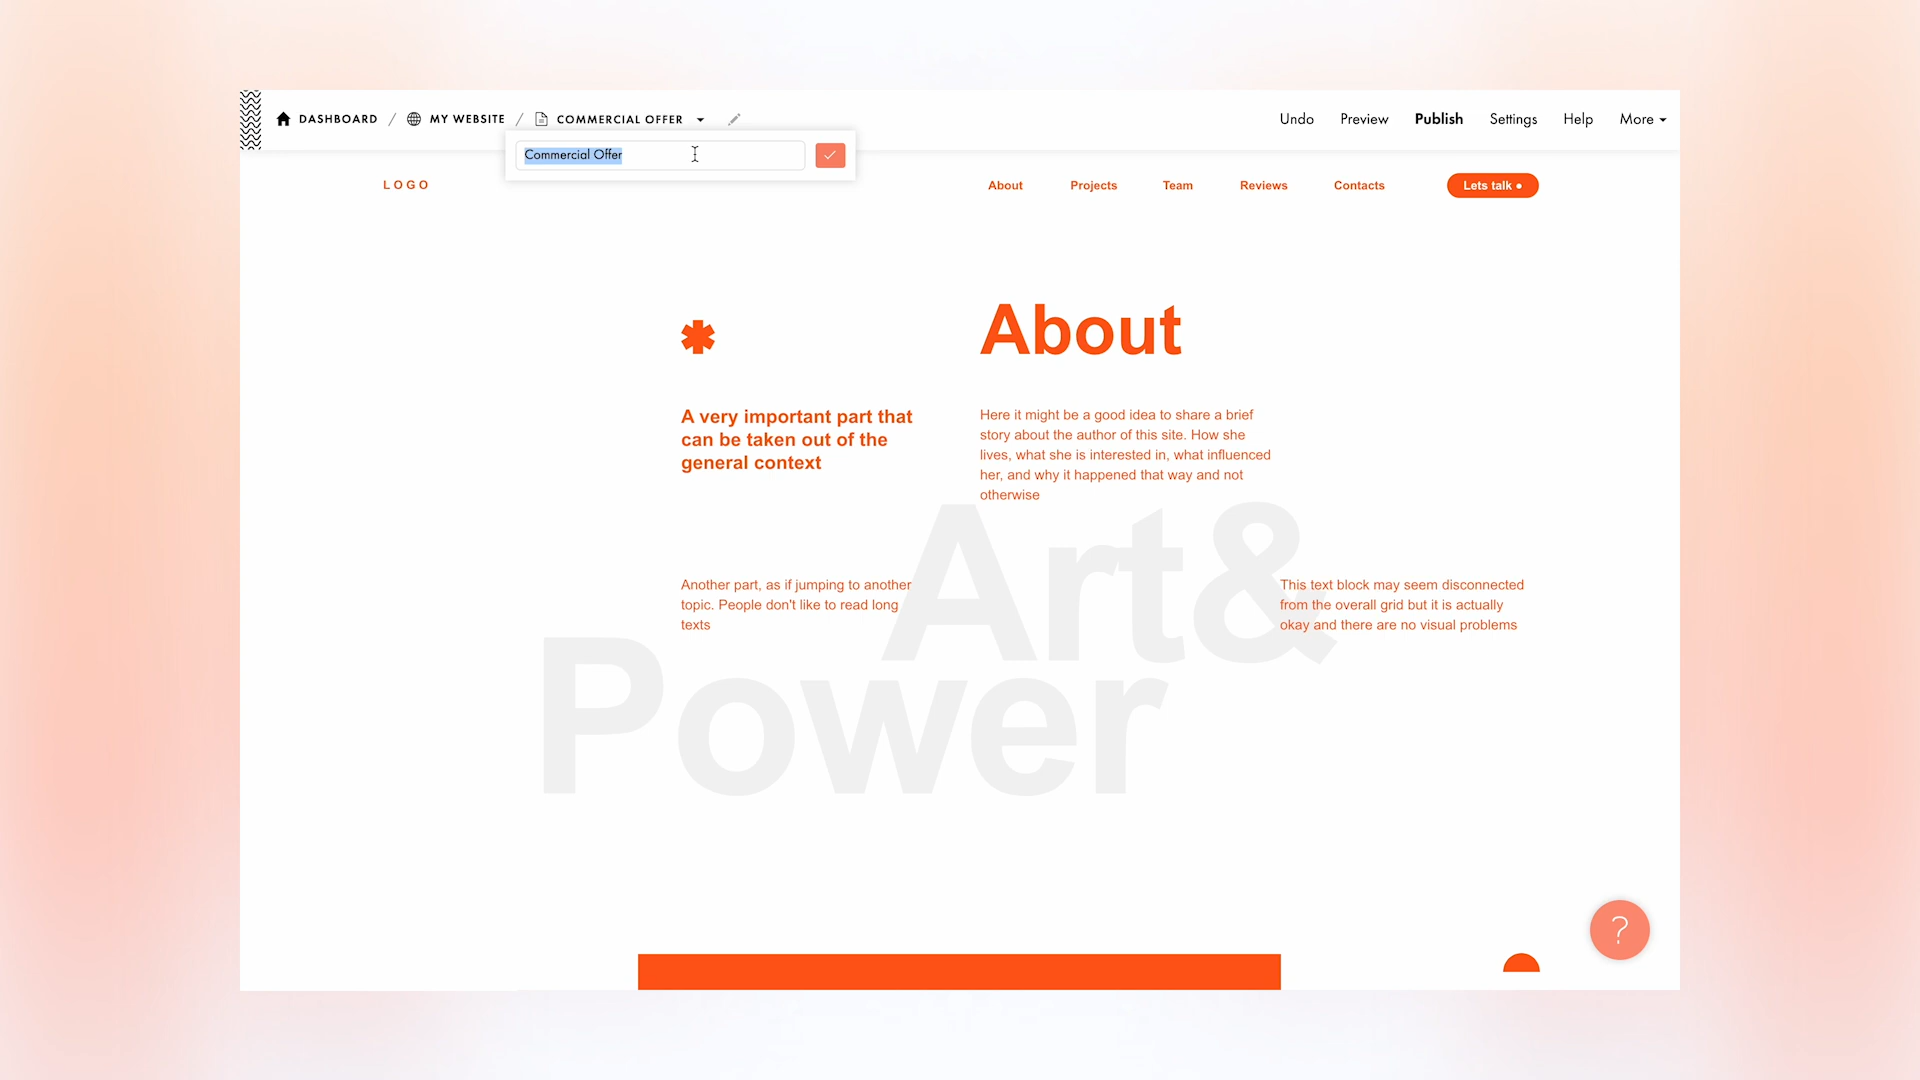 DASHBOARD / MY WEBSITE / COMMERCIAL OFFER
Undo Preview Publish Settings Help More
Commercial Offer
LOGO
About Projects Team Reviews Contacts Lets talk •
About
A very important part that
can be taken out of the
general context
Here it might be a good idea to share a brief
story about the author of this site. How she
lives, what she is interested in, what influenced
her, and why it happened that way and not
otherwise
Art&
Power
Another part, as if jumping to another
topic. People don't like to read long
texts
This text block may seem disconnected
from the overall grid but it is actually
okay and there are no visual problems
?